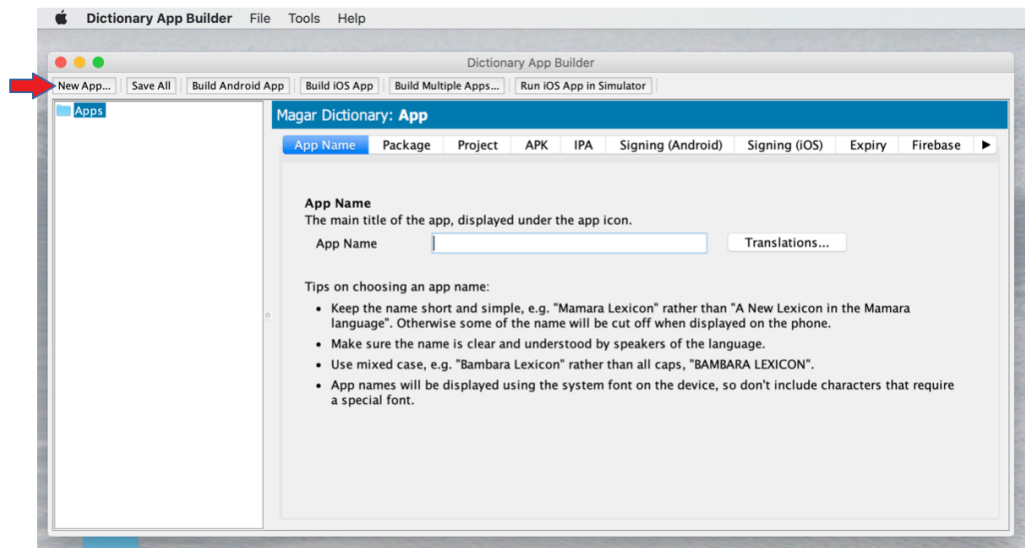 Dictionary App Builder File Tools Help
Dictionary App Builder
New App... Save All Build Android App Build iOS App Build Multiple Apps... Run iOS App in Simulator
Apps
Magar Dictionary: App
App Name Package Project APK IPA Signing (Android) Signing (iOS) Expiry Firebase
App Name
The main title of the app, displayed under the app icon.
App Name Translations...
Tips on choosing an app name:
• Keep the name short and simple, e.g. "Mamara Lexicon" rather than "A New Lexicon in the Mamara
language". Otherwise some of the name will be cut off when displayed on the phone.
• Make sure the name is clear and understood by speakers of the language.
• Use mixed case, e.g. "Bambara Lexicon" rather than all caps, "BAMBARA LEXICON".
• App names will be displayed using the system font on the device, so don't include characters that require
a special font.